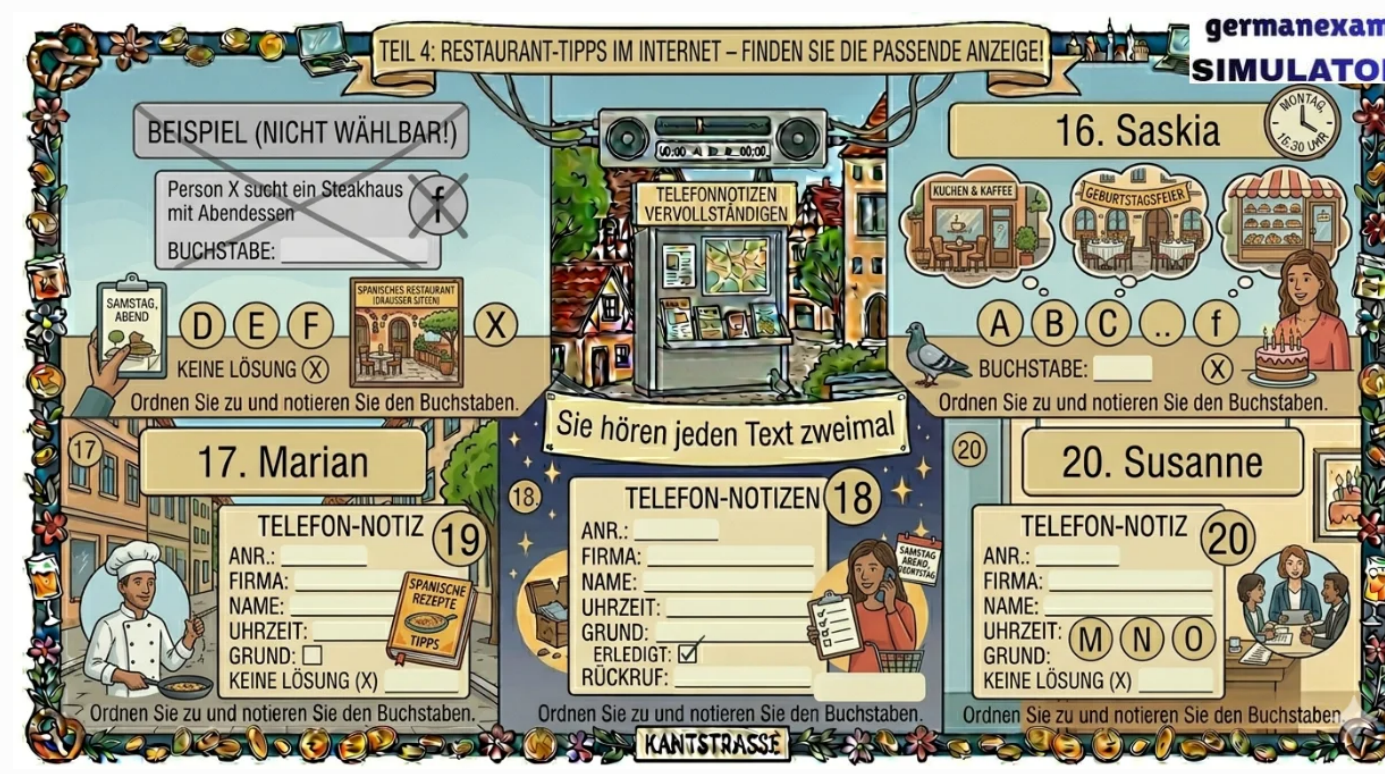 germanexam
SIMULATOR
TEIL 4: RESTAURANT-TIPPS IM INTERNET – FINDEN SIE DIE PASSENDE ANZEIGE!
BEISPIEL (NICHT WÄHLBAR!)
Person X sucht ein Steakhaus
mit Abendessen
f
BUCHSTABE:
SAMSTAG,
ABEND
D E F
KEINE LÖSUNG X
SPANISCHES RESTAURANT
X
Ordnen Sie zu und notieren Sie den Buchstaben.
TELEFONNOTIZEN
VERVOLLSTÄNDIGEN
16. Saskia
MONTAG,
16.30 UHR
KUCHEN & KAFFEE
GEBURTSTAGSFEIER
A B C .. f
BUCHSTABE:
X
Ordnen Sie zu und notieren Sie den Buchstaben.
Sie hören jeden Text zweimal
17
17. Marian
TELEFON-NOTIZ 19
ANR.:
FIRMA:
NAME:
UHRZEIT:
GRUND:
KEINE LÖSUNG (X)
SPANISCHE
REZEPTE
TIPPS
Ordnen Sie zu und notieren Sie den Buchstaben.
18.
TELEFON-NOTIZEN 18
ANR.:
FIRMA:
NAME:
UHRZEIT:
GRUND:
ERLEDIGT:
RÜCKRUF:
SAMSTAG
Ordnen Sie zu und notieren Sie den Buchstaben.
20
20. Susanne
TELEFON-NOTIZ 20
ANR.:
FIRMA:
NAME:
UHRZEIT: M N O
GRUND:
KEINE LÖSUNG (X)
Ordnen Sie zu und notieren Sie den Buchstaben.
KANTSTRASSE